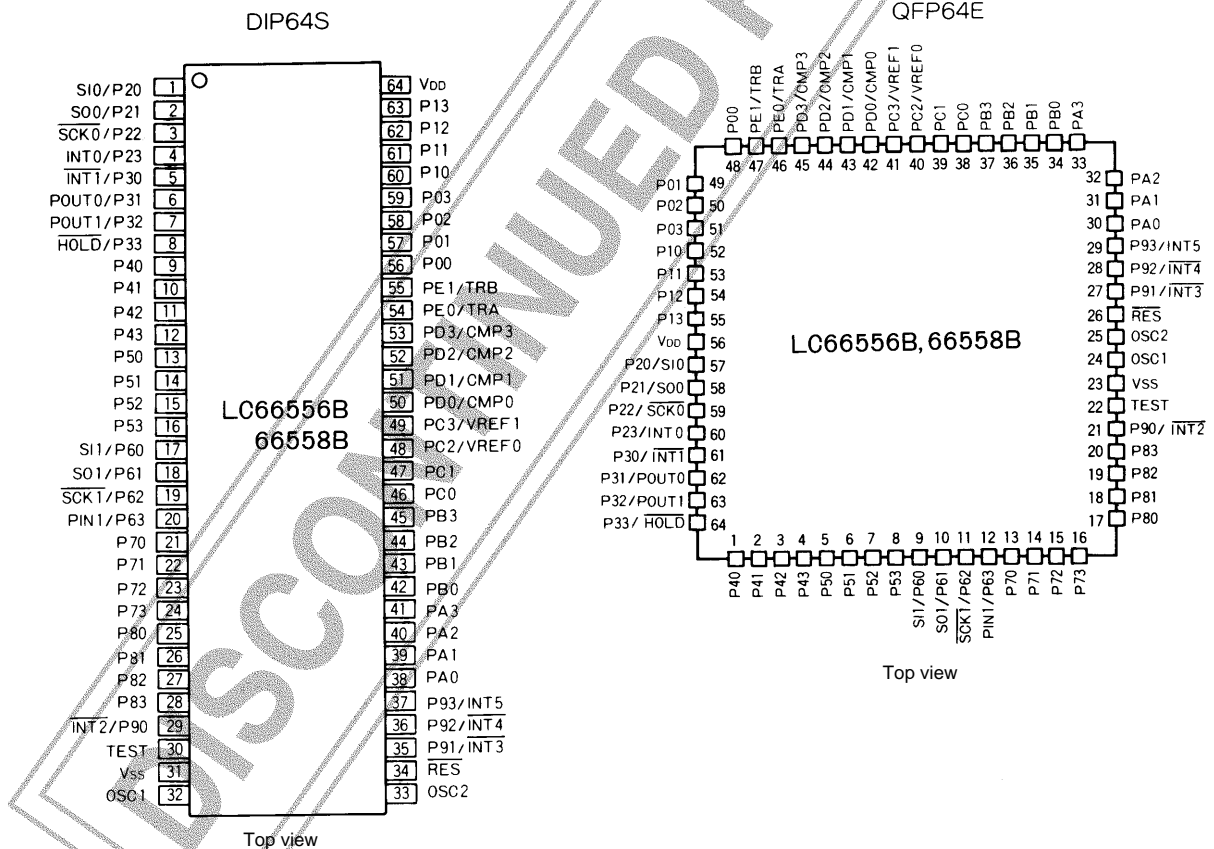 DIP64S
SI0/P20 1
SO0/P21 2
SCK0/P22 3
INT0/P23 4
INT1/P30 5
POUT0/P31 6
POUT1/P32 7
HOLD/P33 8
P40 9
P41 10
P42 11
P43 12
P50 13
P51 14
P52 15
P53 16
SI1/P60 17
SO1/P61 18
SCK1/P62 19
PIN1/P63 20
P70 21
P71 22
P72 23
P73 24
P80 25
P81 26
P82 27
P83 28
INT2/P90 29
TEST 30
VSS 31
OSC1 32
LC66556B
66558B
64 VDD
63 P13
62 P12
61 P11
60 P10
59 P03
58 P02
57 P01
56 P00
55 PE1/TRB
54 PE0/TRA
53 PD3/CMP3
52 PD2/CMP2
51 PD1/CMP1
50 PD0/CMP0
49 PC3/VREF1
48 PC2/VREF0
47 PC1
46 PC0
45 PB3
44 PB2
43 PB1
42 PB0
41 PA3
40 PA2
39 PA1
38 PA0
37 P93/INT5
36 P92/INT4
35 P91/INT3
34 RES
33 OSC2
Top view
QFP64E
P00 48
PE1/TRB 47
PE0/TRA 46
PD3/CMP3 45
PD2/CMP2 44
PD1/CMP1 43
PD0/CMP0 42
PC3/VREF1 41
PC2/VREF0 40
PC1 39
PC0 38
PB3 37
PB2 36
PB1 35
PB0 34
PA3 33
P01 49
P02 50
P03 51
P10 52
P11 53
P12 54
P13 55
VDD 56
P20/SI0 57
P21/SO0 58
P22/SCK0 59
P23/INT0 60
P30/INT1 61
P31/POUT0 62
P32/POUT1 63
P33/HOLD 64
LC66556B, 66558B
32 PA2
31 PA1
30 PA0
29 P93/INT5
28 P92/INT4
27 P91/INT3
26 RES
25 OSC2
24 OSC1
23 VSS
22 TEST
21 P90/INT2
20 P83
19 P82
18 P81
17 P80
1 P40
2 P41
3 P42
4 P43
5 P50
6 P51
7 P52
8 P53
9 SI1/P60
10 SO1/P61
11 SCK1/P62
12 PIN1/P63
13 P70
14 P71
15 P72
16 P73
Top view
DISCONTINUED